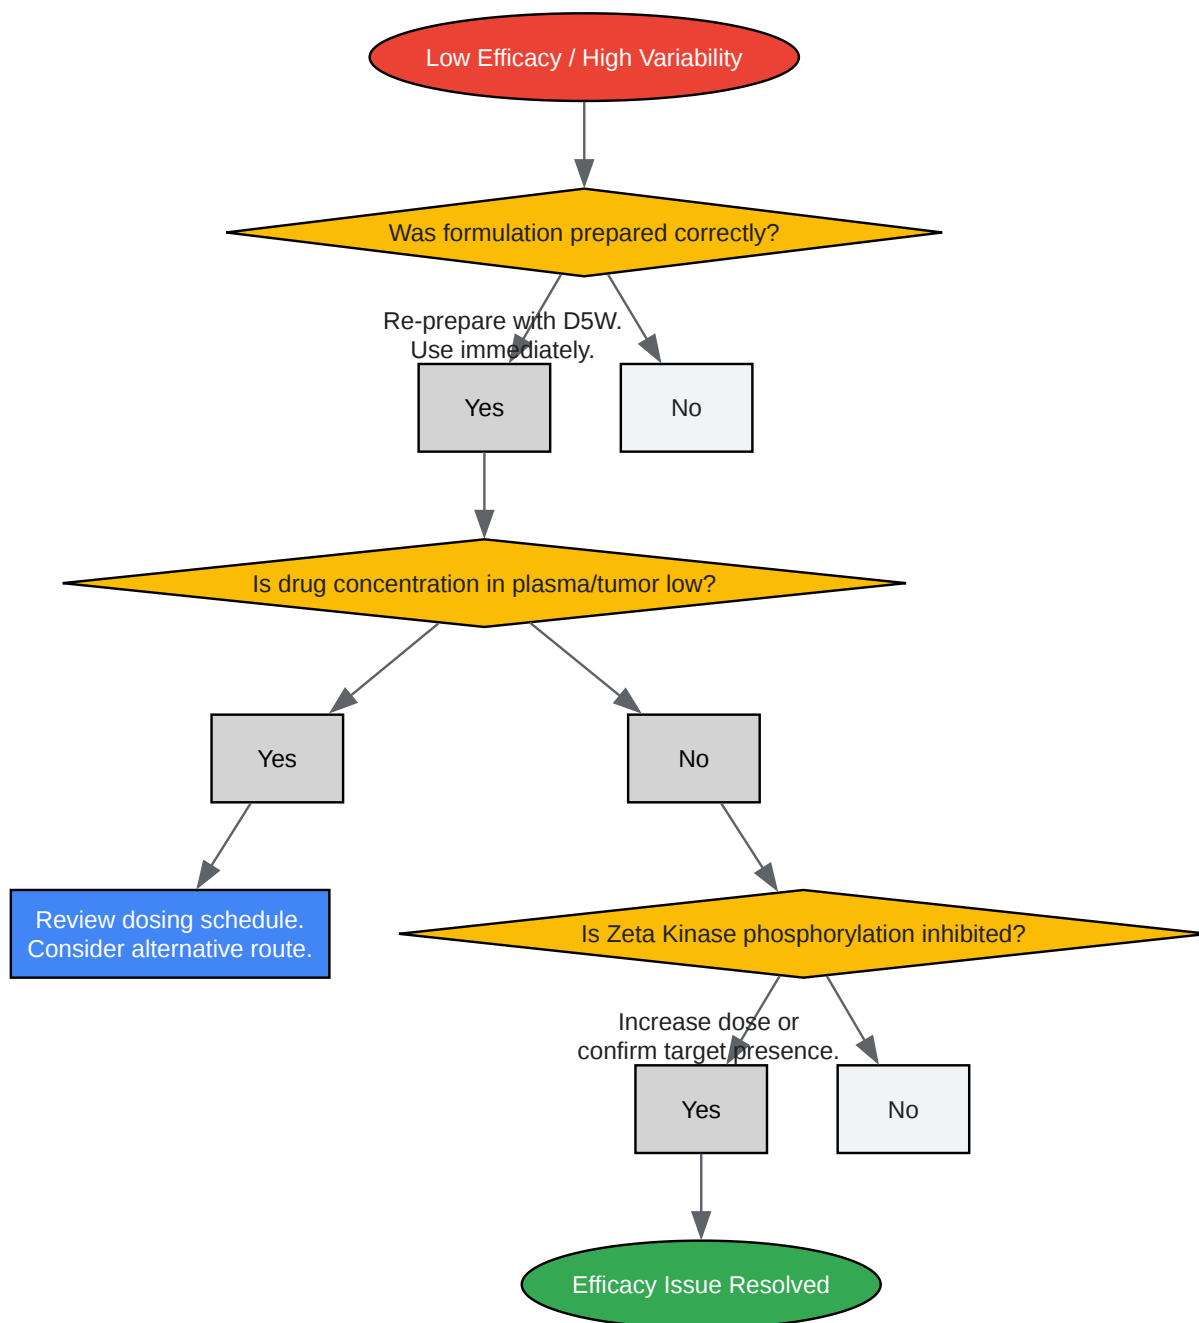 Low Efficacy / High Variability
Was formulation prepared correctly?
Re-prepare with D5W.
Use immediately.
Yes
No
Is drug concentration in plasma/tumor low?
Yes
No
Review dosing schedule.
Consider alternative route.
Is Zeta Kinase phosphorylation inhibited?
Increase dose or
confirm target presence.
Yes
No
Efficacy Issue Resolved